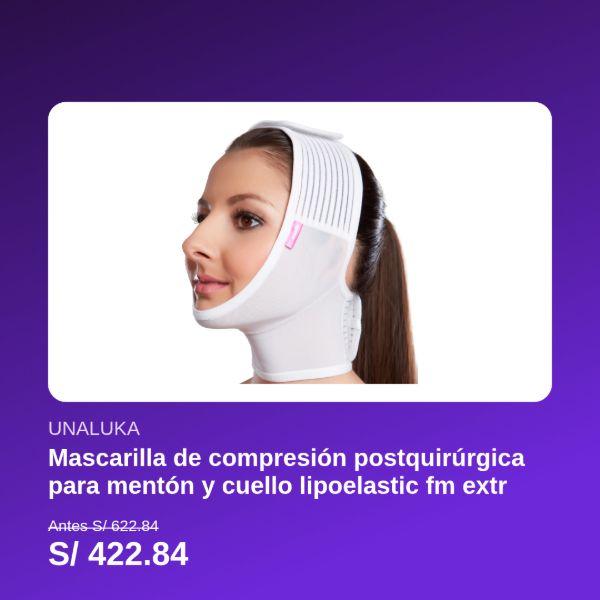 UNALUKA
Mascarilla de compresión postquirúrgica
para mentón y cuello lipoelastic fm extr
Antes S/ 622.84
S/ 422.84